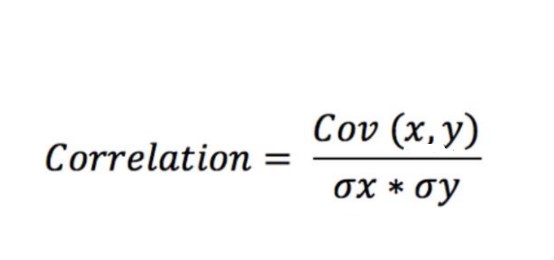 Correlation = Cov (x, y) / σx * σy